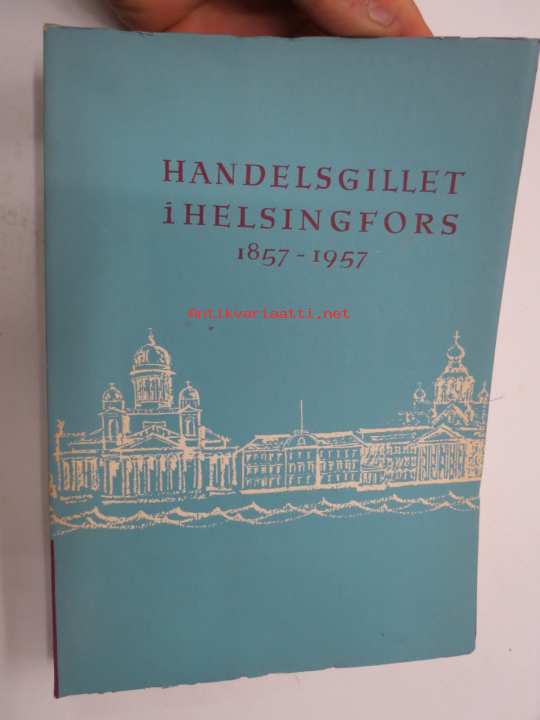 HANDELSGILLET
i HELSINGFORS
1857 - 1957
antikvariaatti.net